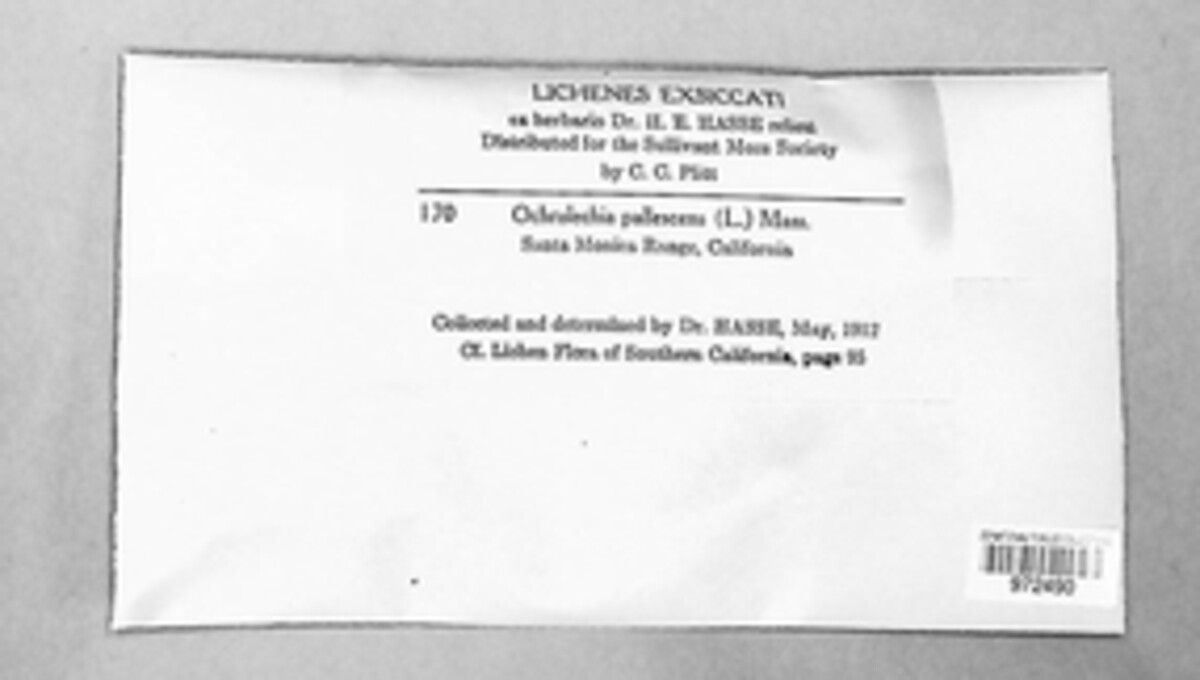 LICHENES EXSICCATI
ex herbario Dr. H. E. HASSE relicti
Distributed for the Sullivant Moss Society
by C. C. Plitt
170 Ochrolechia pallescens (L.) Mass.
Santa Monica Range, California
Collected and determined by Dr. HASSE, May, 1912
Cf. Lichen Flora of Southern California, page 95
972490